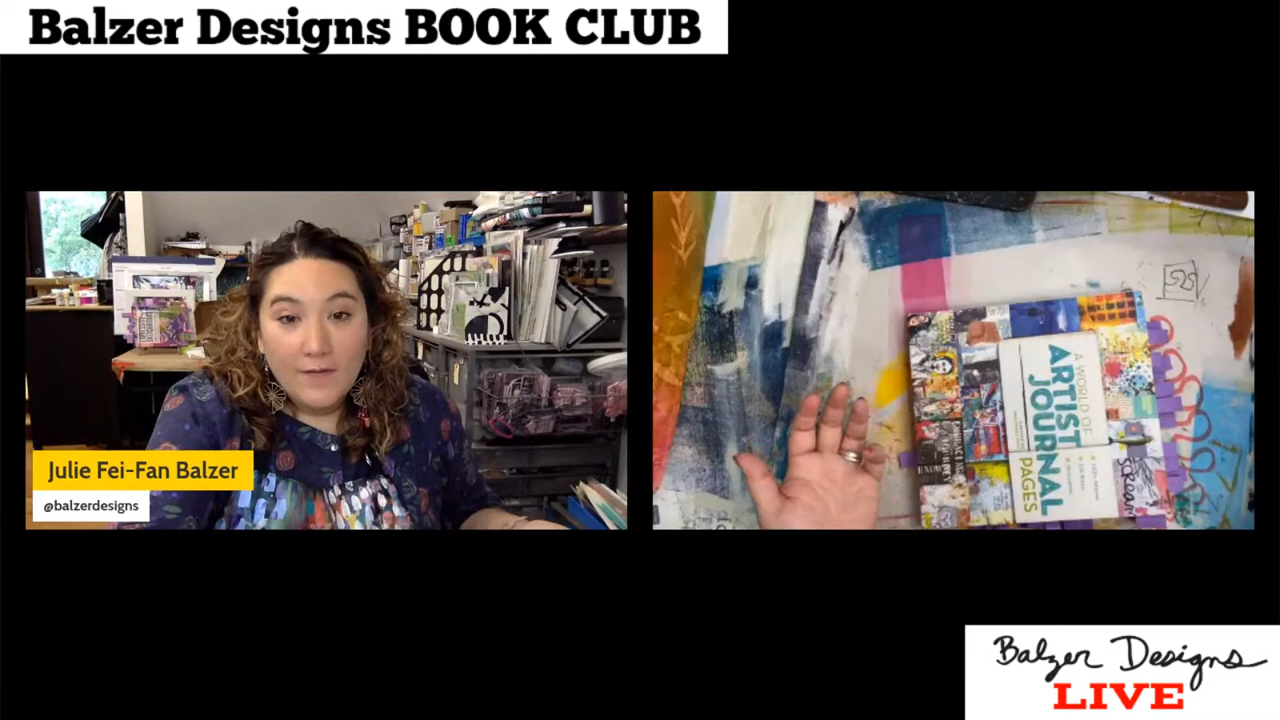 Balzer Designs BOOK CLUB
Julie Fei-Fan Balzer
@balzerdesigns
A WORLD OF
ARTIST
JOURNAL
PAGES
Balzer Designs
LIVE